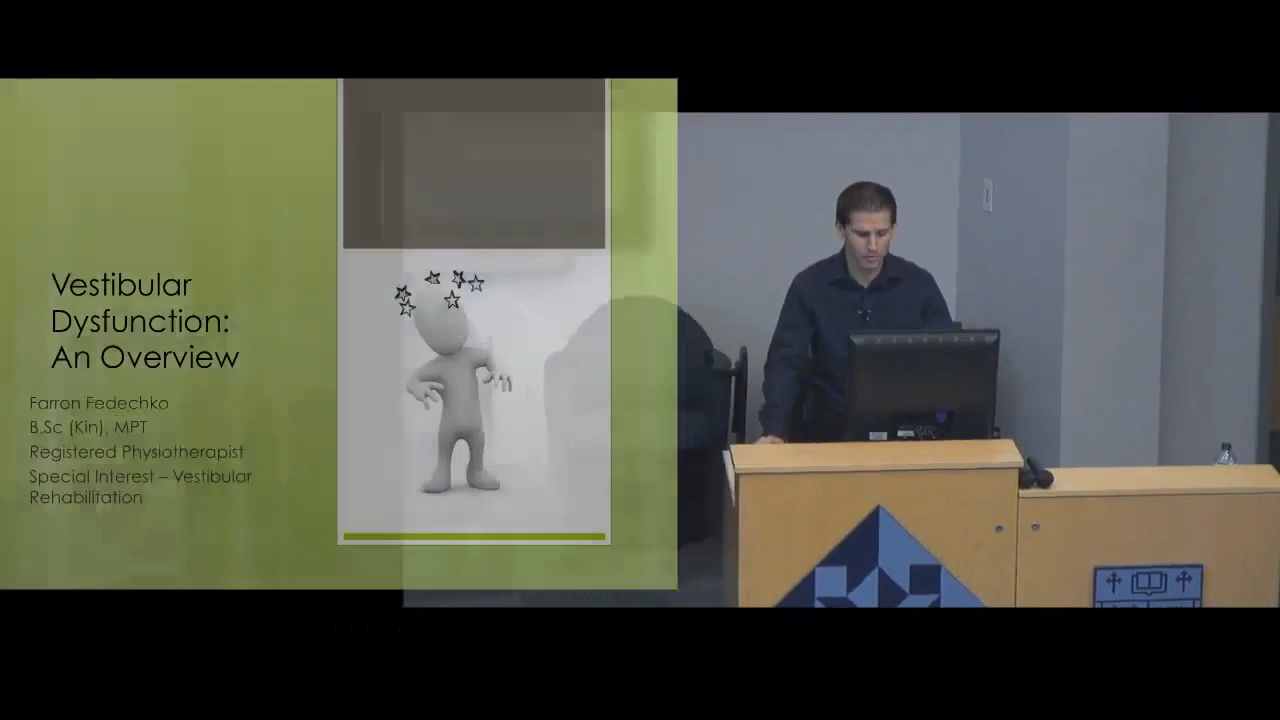 Vestibular
Dysfunction:
An Overview
Farron Fedechko
B.Sc (Kin), MPT
Registered Physiotherapist
Special Interest – Vestibular
Rehabilitation